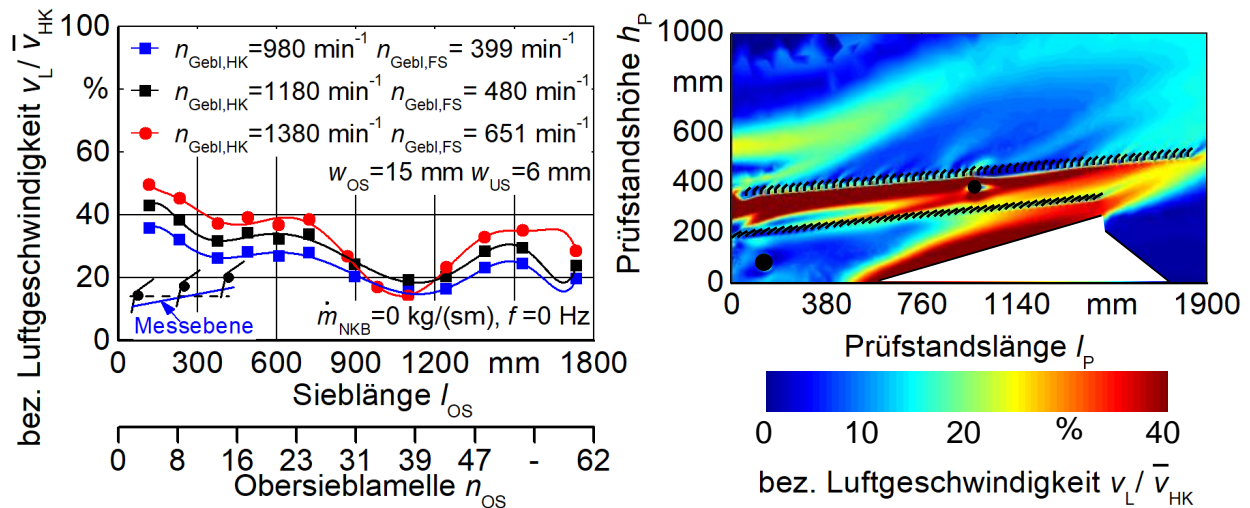 bez. Luftgeschwindigkeit v_L / v̅_HK
100
%
60
40
20
0
n_Gebl,HK=980 min⁻¹ n_Gebl,FS= 399 min⁻¹
n_Gebl,HK=1180 min⁻¹ n_Gebl,FS= 480 min⁻¹
n_Gebl,HK=1380 min⁻¹ n_Gebl,FS= 651 min⁻¹
w_OS=15 mm w_US=6 mm
Messebene
ṁ_NKB=0 kg/(sm), f =0 Hz
0 300 600 900 1200 mm 1800
Sieblänge l_OS
0 8 16 23 31 39 47 - 62
Obersieblamelle n_OS
Prüfstandshöhe h_P
1000
mm
600
400
200
0
0 380 760 1140 mm 1900
Prüfstandslänge l_P
0 10 20 % 40
bez. Luftgeschwindigkeit v_L / v̅_HK